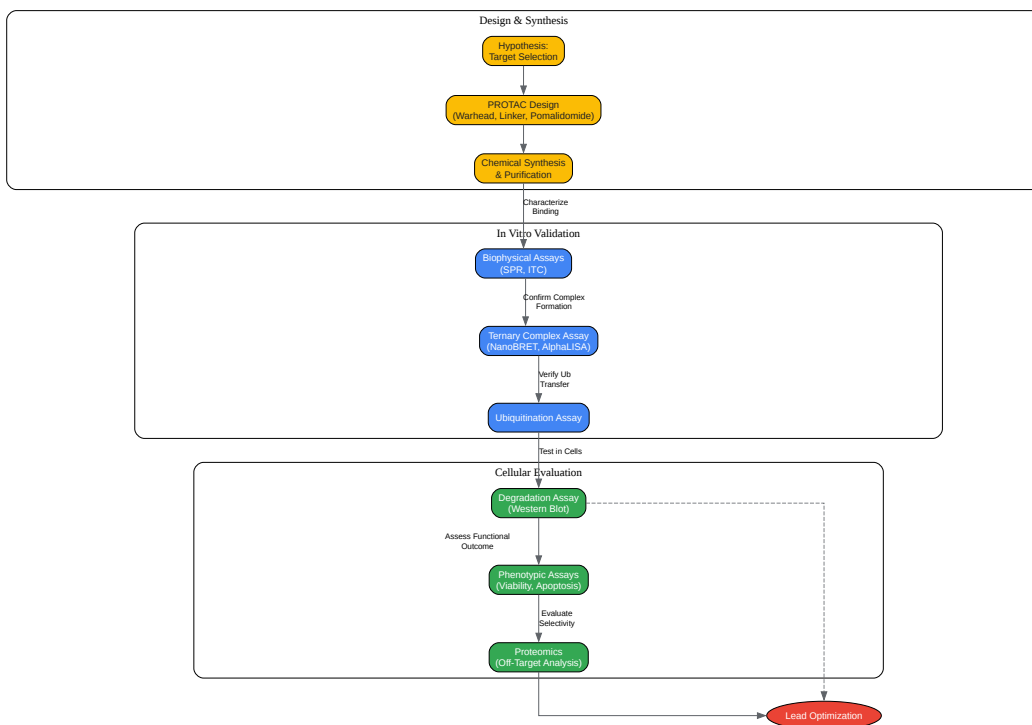 Design & Synthesis
Hypothesis:
Target Selection
PROTAC Design
(Warhead, Linker, Pomalidomide)
Chemical Synthesis
& Purification
Characterize
Binding
In Vitro Validation
Biophysical Assays
(SPR, ITC)
Confirm Complex
Formation
Ternary Complex Assay
(NanoBRET, AlphaLISA)
Verify Ub
Transfer
Ubiquitination Assay
Test in Cells
Cellular Evaluation
Degradation Assay
(Western Blot)
Assess Functional
Outcome
Phenotypic Assays
(Viability, Apoptosis)
Evaluate
Selectivity
Proteomics
(Off-Target Analysis)
Lead Optimization